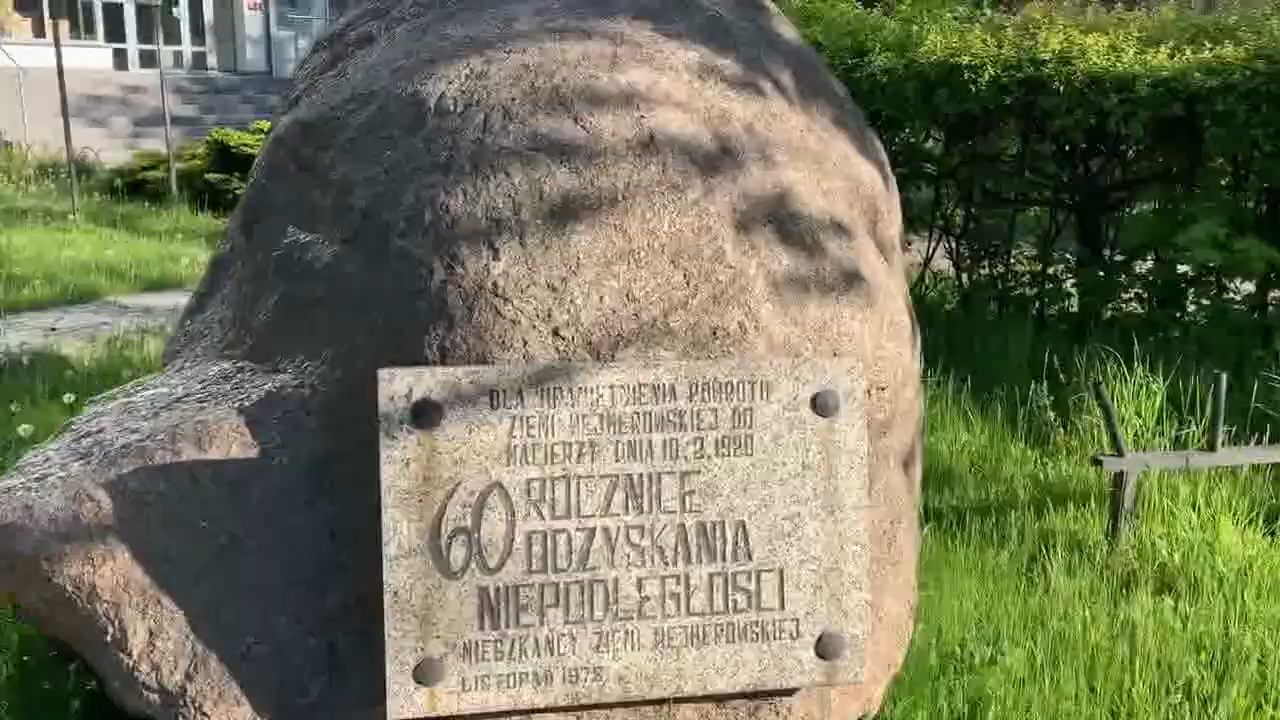 DLA UPAMIĘTNIENIA POWROTU
ZIEMI WEJHEROWSKIEJ DO
MACIERZY DNIA 10.2.1920
60 ROCZNICĘ
ODZYSKANIA
NIEPODLEGŁOŚCI
MIESZKAŃCY ZIEMI WEJHEROWSKIEJ
LISTOPAD 1978